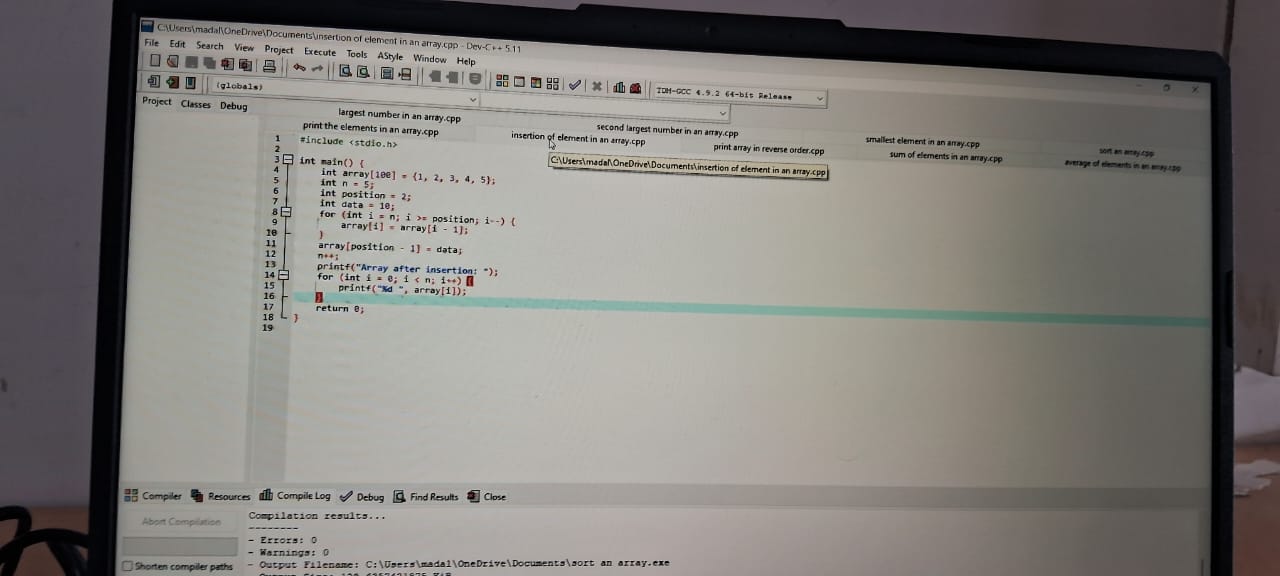 C:\Users\madal\OneDrive\Documents\insertion of element in an array.cpp - Dev-C++ 5.11
File Edit Search View Project Execute Tools AStyle Window Help
TDM-GCC 4.9.2 64-bit Release
(globals)
Project Classes Debug
largest number in an array.cpp second largest number in an array.cpp smallest element in an array.cpp sort an array.cpp
print the elements in an array.cpp insertion of element in an array.cpp print array in reverse order.cpp sum of elements in an array.cpp average of elements in an array.cpp
C:\Users\madal\OneDrive\Documents\insertion of element in an array.cpp
1 #include <stdio.h>
2
3 int main() {
4 int array[100] = {1, 2, 3, 4, 5};
5 int n = 5;
6 int position = 2;
7 int data = 10;
8 for (int i = n; i >= position; i--) {
9 array[i] = array[i - 1];
10 }
11 array[position - 1] = data;
12 n++;
13 printf("Array after insertion: ");
14 for (int i = 0; i < n; i++) {
15 printf("%d ", array[i]);
16 }
17 return 0;
18 }
19
Compiler Resources Compile Log Debug Find Results Close
Abort Compilation
Shorten compiler paths
Compilation results...
--------
- Errors: 0
- Warnings: 0
- Output Filename: C:\Users\madal\OneDrive\Documents\sort an array.exe